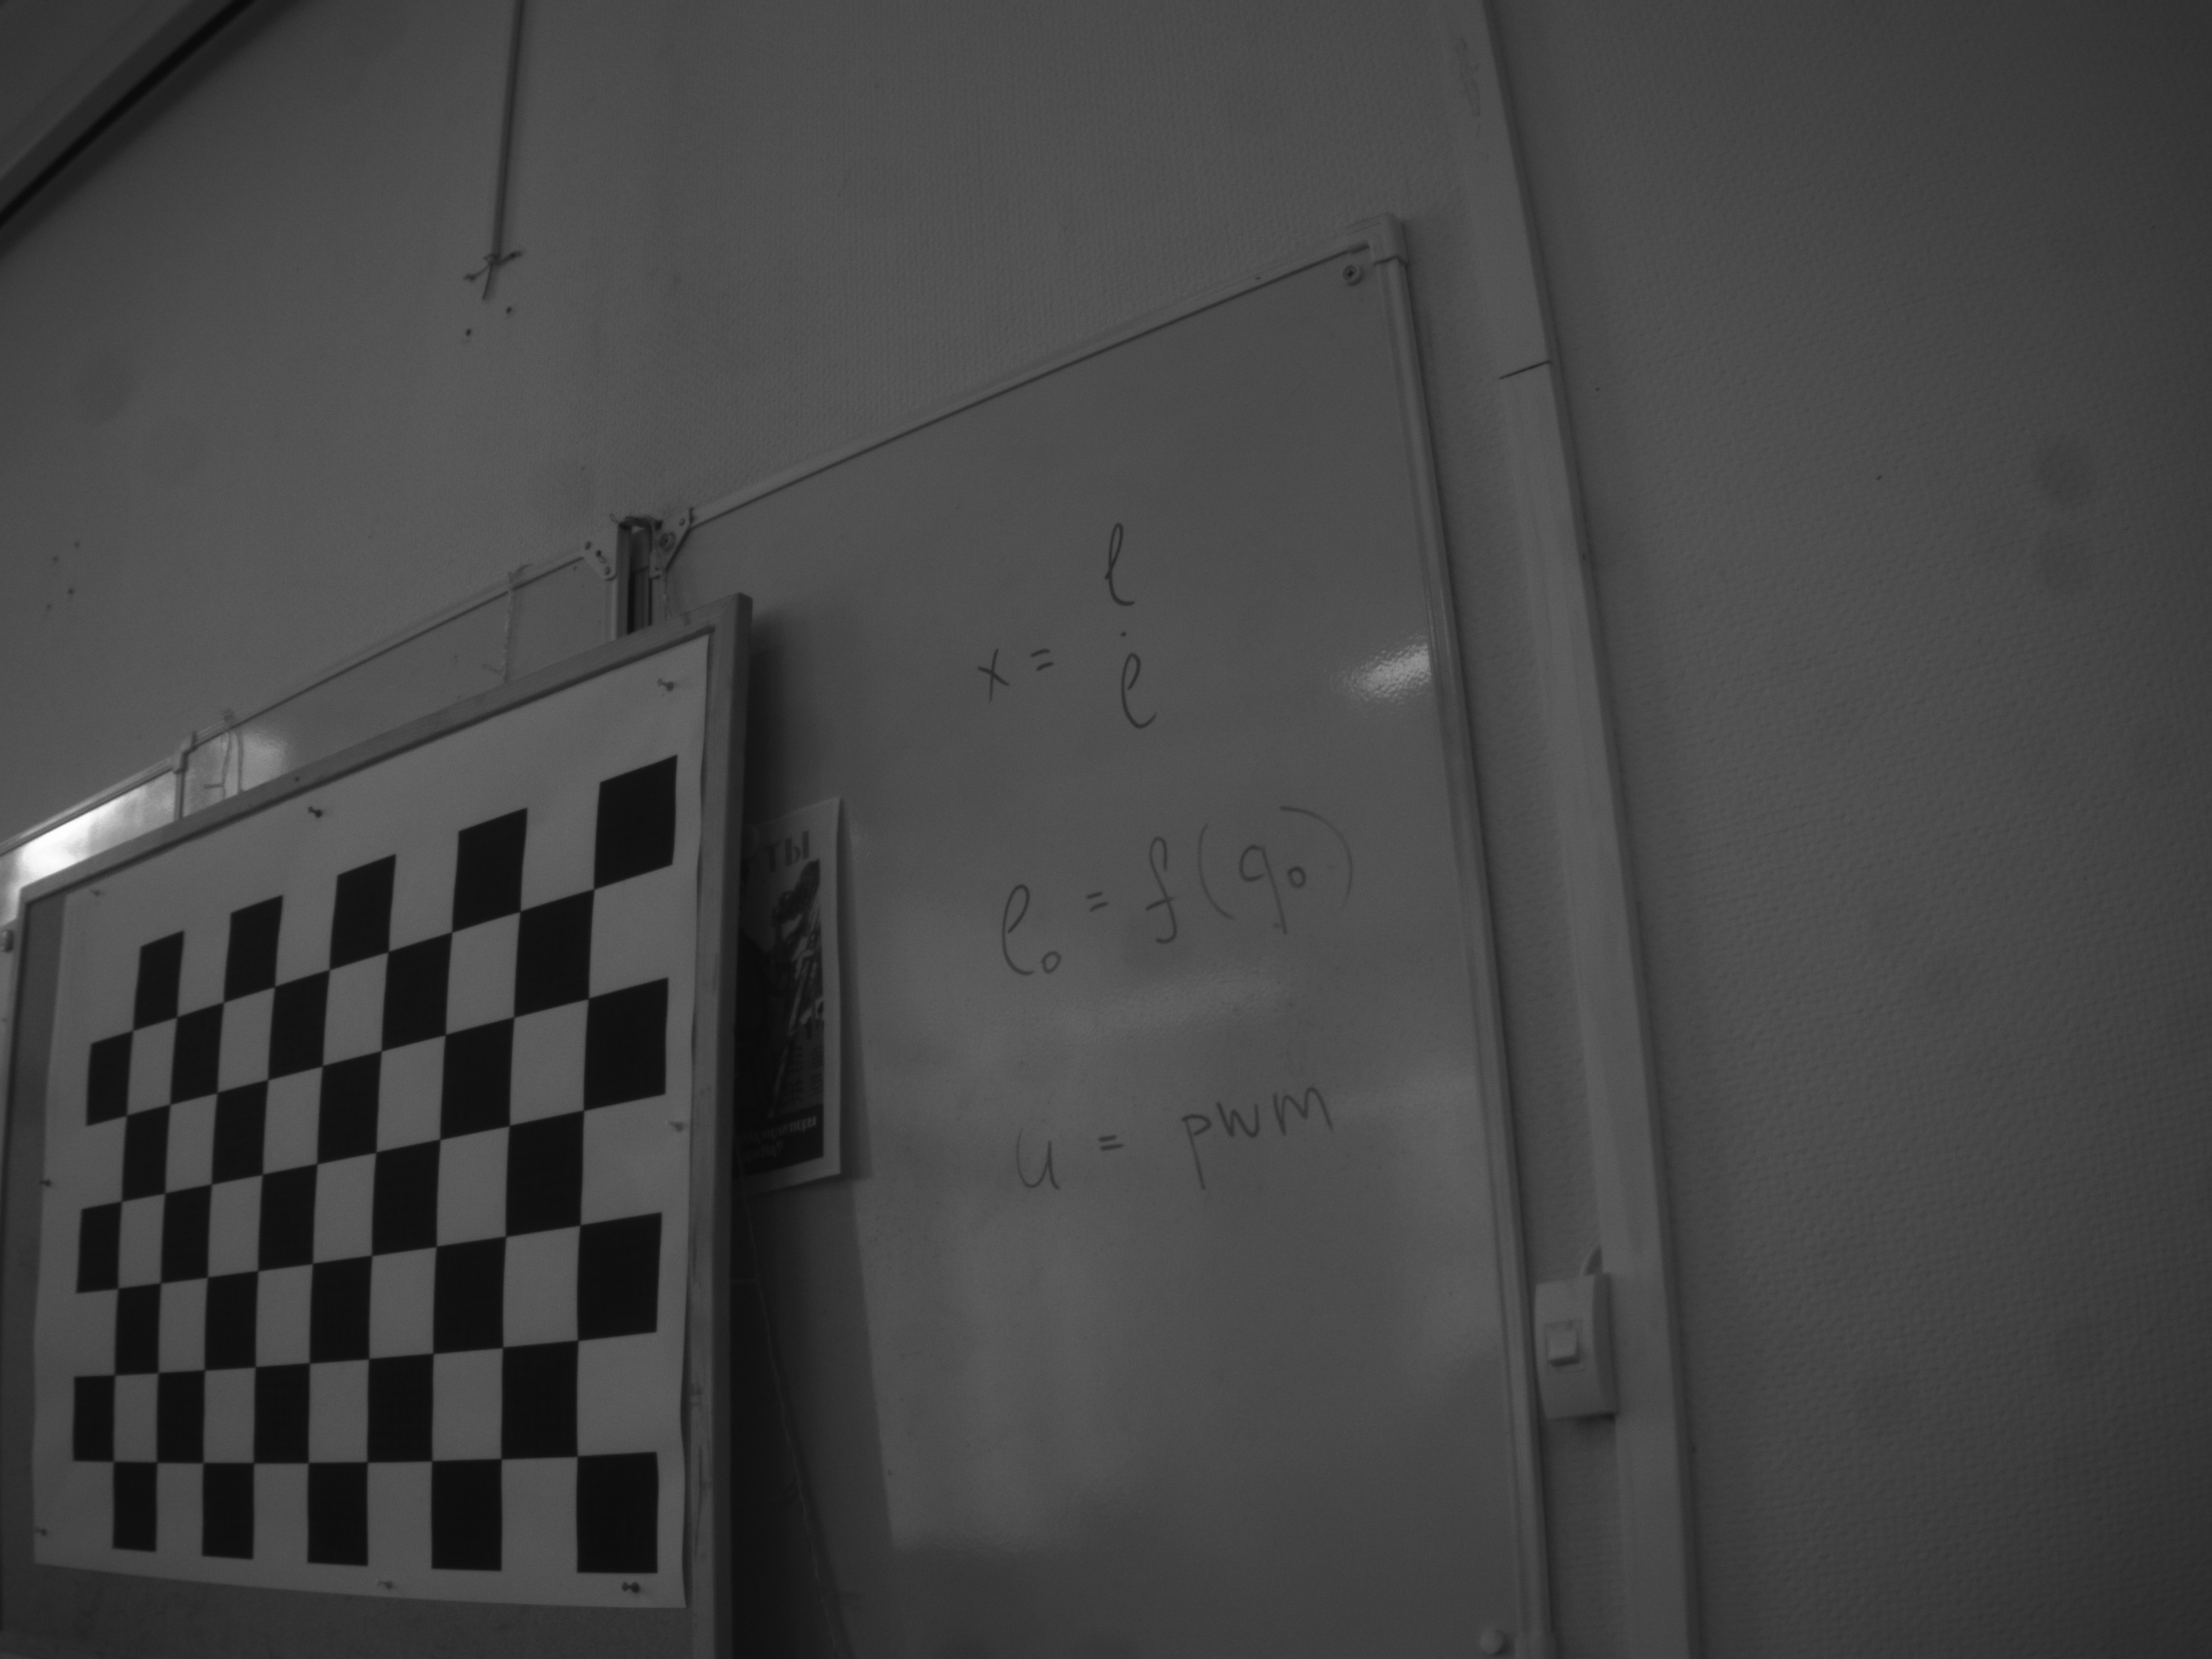 ℓ
x = ℓ̇
ℓ₀ = f(q₀)
u = pwm
ТЫ